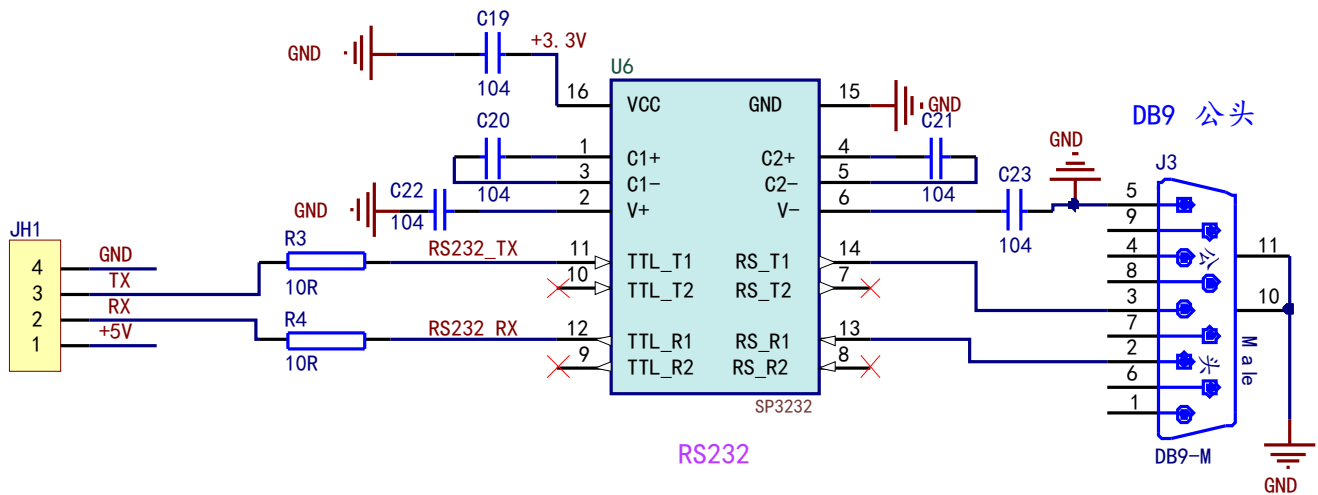 C19
GND
+3.3V
104
U6
16
VCC
GND
15
GND
C20
1
C1+
C2+
4
C21
3
C1-
C2-
5
104
104
GND
C22
104
2
V+
V-
6
C23
104
GND
DB9 公头
J3
5
9
4
8
3
7
2
6
1
公
头
Male
11
10
DB9-M
GND
JH1
4
GND
3
TX
2
RX
1
+5V
R3
10R
RS232_TX
11
TTL_T1
RS_T1
14
10
TTL_T2
RS_T2
7
R4
10R
RS232_RX
12
TTL_R1
RS_R1
13
9
TTL_R2
RS_R2
8
SP3232
RS232